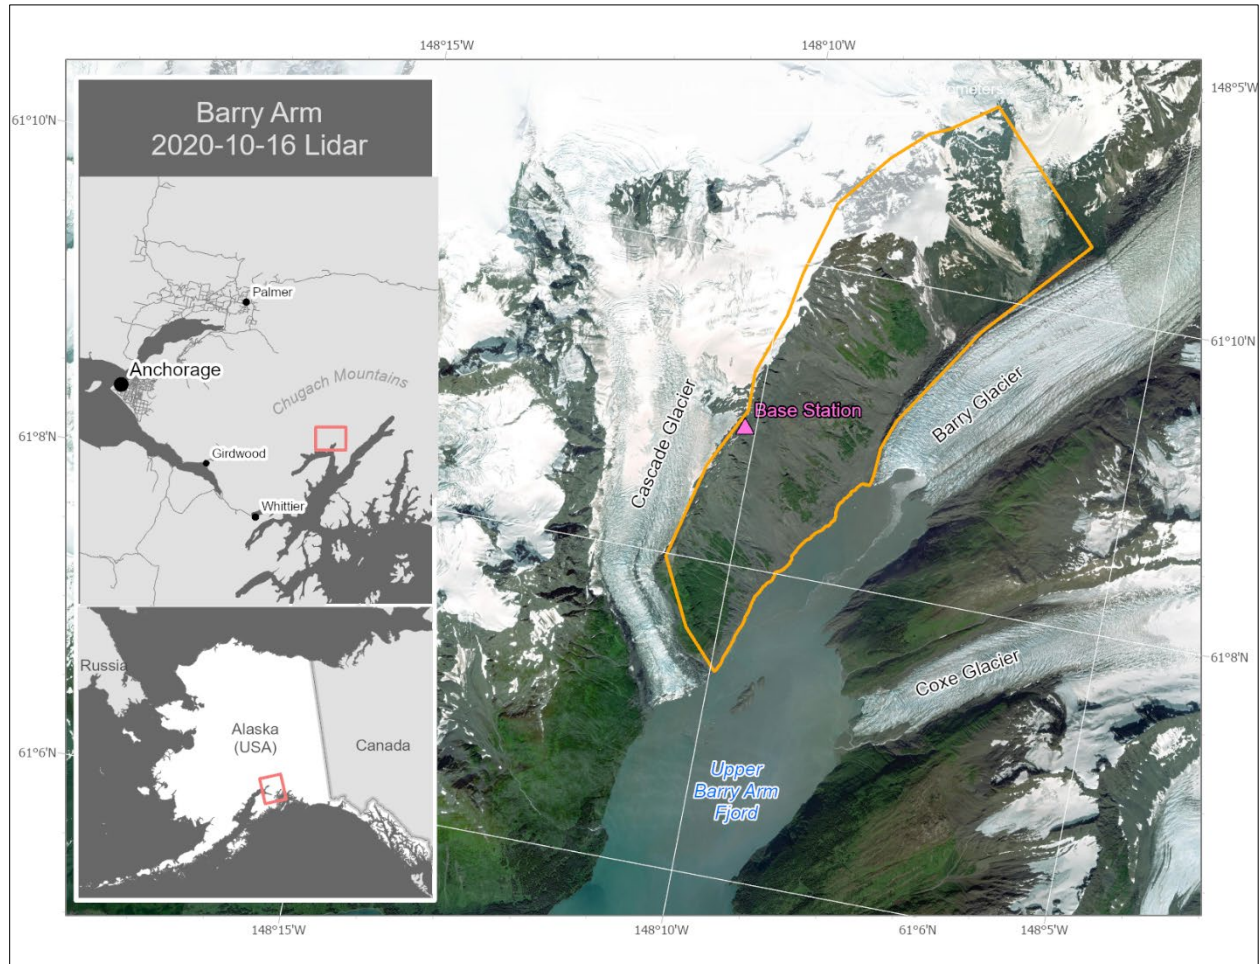 148°15'W
148°10'W
148°5'W
61°10'N
Barry Arm
2020-10-16 Lidar
Palmer
Anchorage
Chugach Mountains
61°8'N
Girdwood
Whittier
Russia
Alaska
(USA)
Canada
61°6'N
Base Station
Cascade Glacier
Barry Glacier
61°10'N
Coxe Glacier
61°8'N
Upper
Barry Arm
Fjord
148°15'W
148°10'W
61°6'N
148°5'W